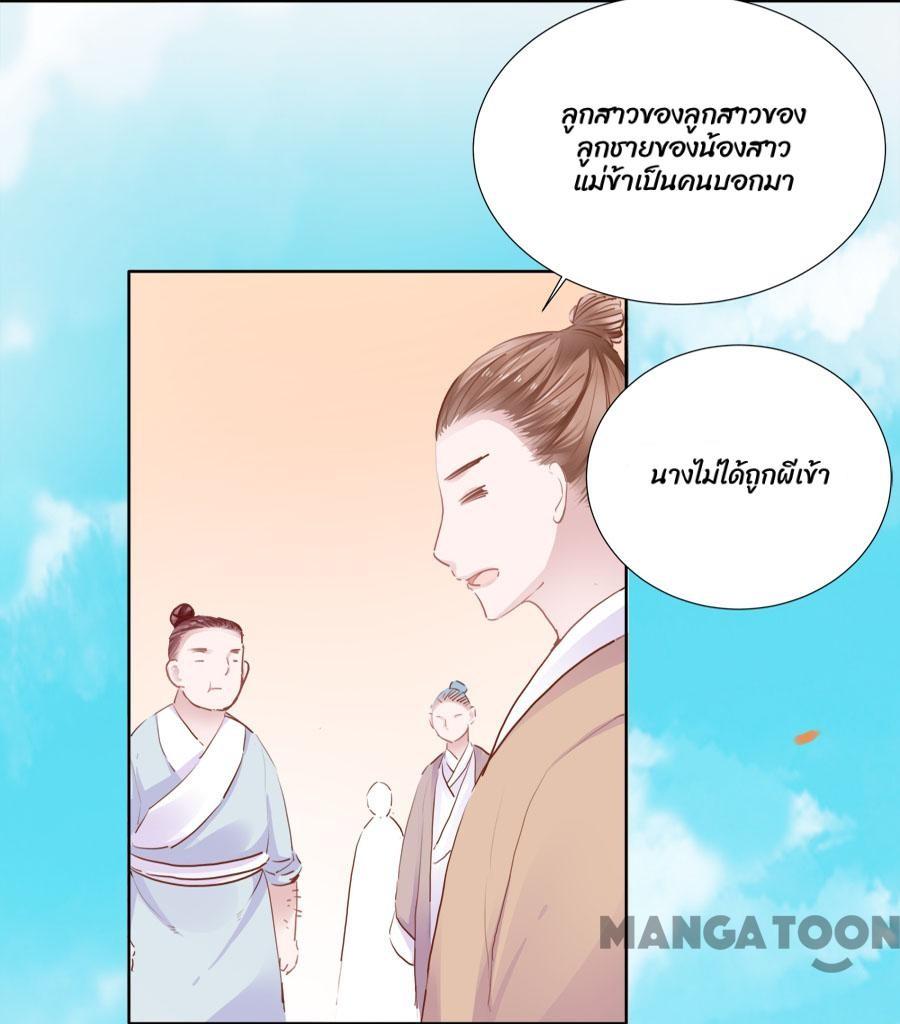 ลูกสาวของลูกสาวของ
ลูกชายของน้องสาว
แม่ข้าเป็นคนบอกมา
นางไม่ได้ถูกผีเข้า
MANGATOON